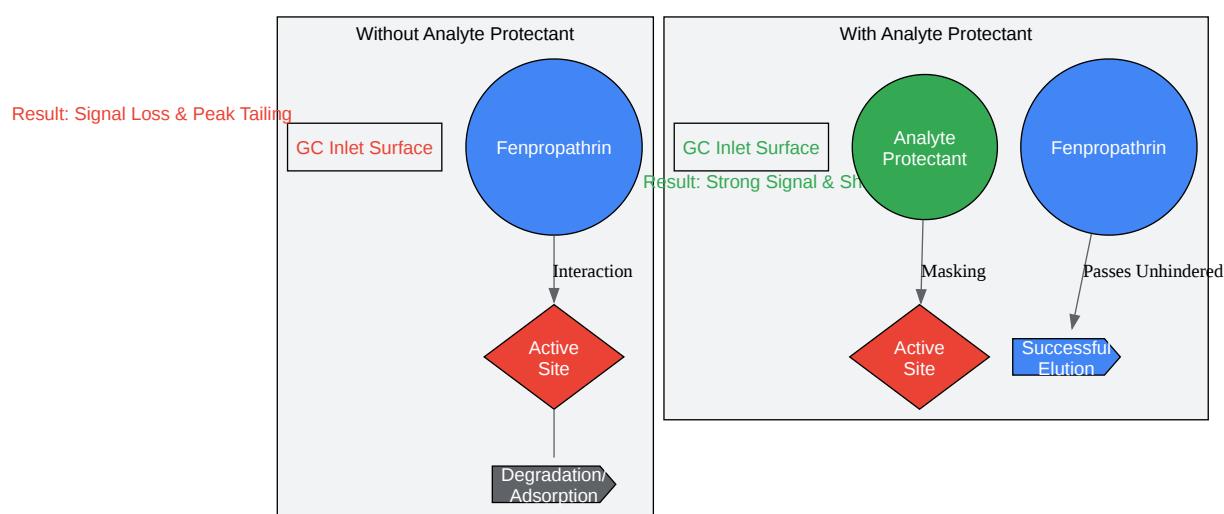 Without Analyte Protectant
Result: Signal Loss & Peak Tailing
GC Inlet Surface
Fenpropathrin
Interaction
Active
Site
Degradation/
Adsorption
With Analyte Protectant
GC Inlet Surface
Analyte
Protectant
Fenpropathrin
Result: Strong Signal &
Masking
Passes Unhindered
Active
Site
Successful
Elution